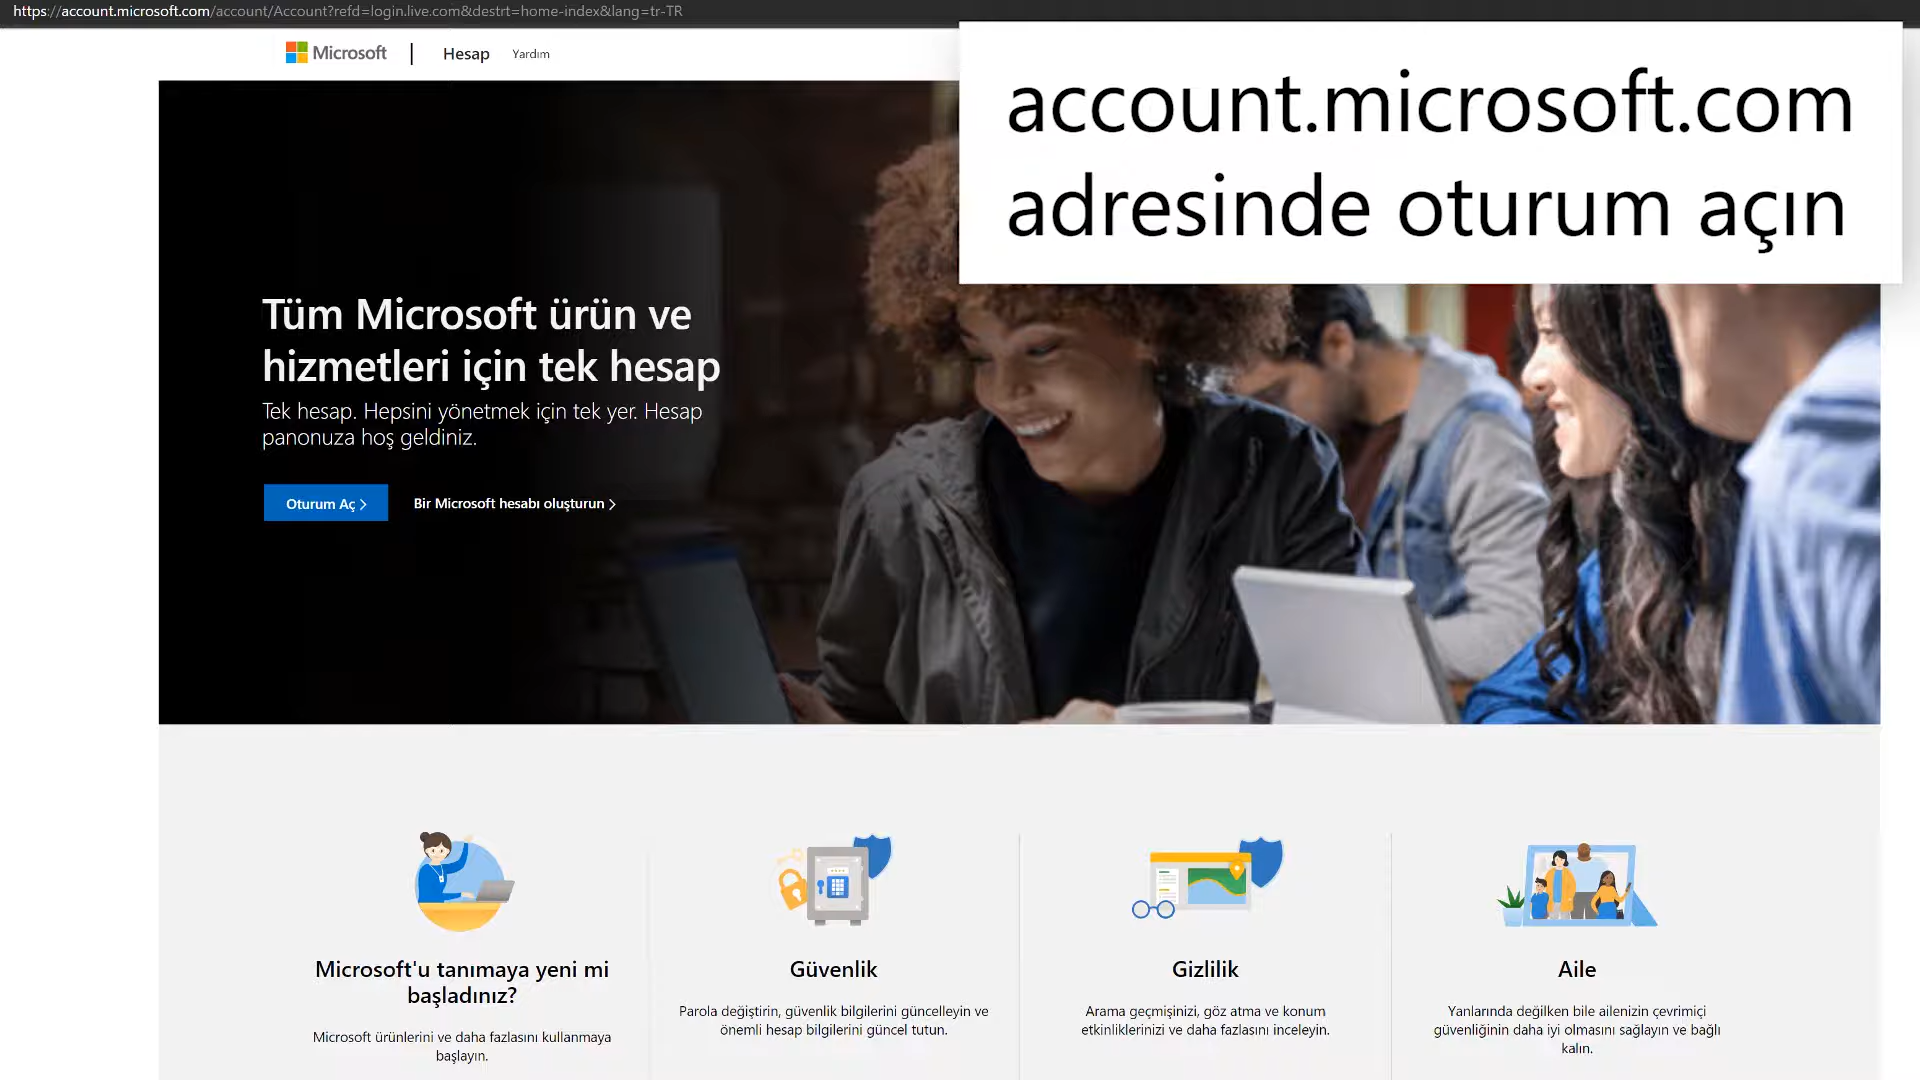 https://account.microsoft.com/account/Account?refd=login.live.com&destrt=home-index&lang=tr-TR
Microsoft | Hesap Yardım
account.microsoft.com
adresinde oturum açın
Tüm Microsoft ürün ve
hizmetleri için tek hesap
Tek hesap. Hepsini yönetmek için tek yer. Hesap
panonuza hoş geldiniz.
Oturum Aç > Bir Microsoft hesabı oluşturun >
Microsoft'u tanımaya yeni mi
başladınız?
Microsoft ürünlerini ve daha fazlasını kullanmaya
başlayın.
Güvenlik
Parola değiştirin, güvenlik bilgilerini güncelleyin ve
önemli hesap bilgilerini güncel tutun.
Gizlilik
Arama geçmişinizi, göz atma ve konum
etkinliklerinizi ve daha fazlasını inceleyin.
Aile
Yanlarında değilken bile ailenizin çevrimiçi
güvenliğinin daha iyi olmasını sağlayın ve bağlı
kalın.